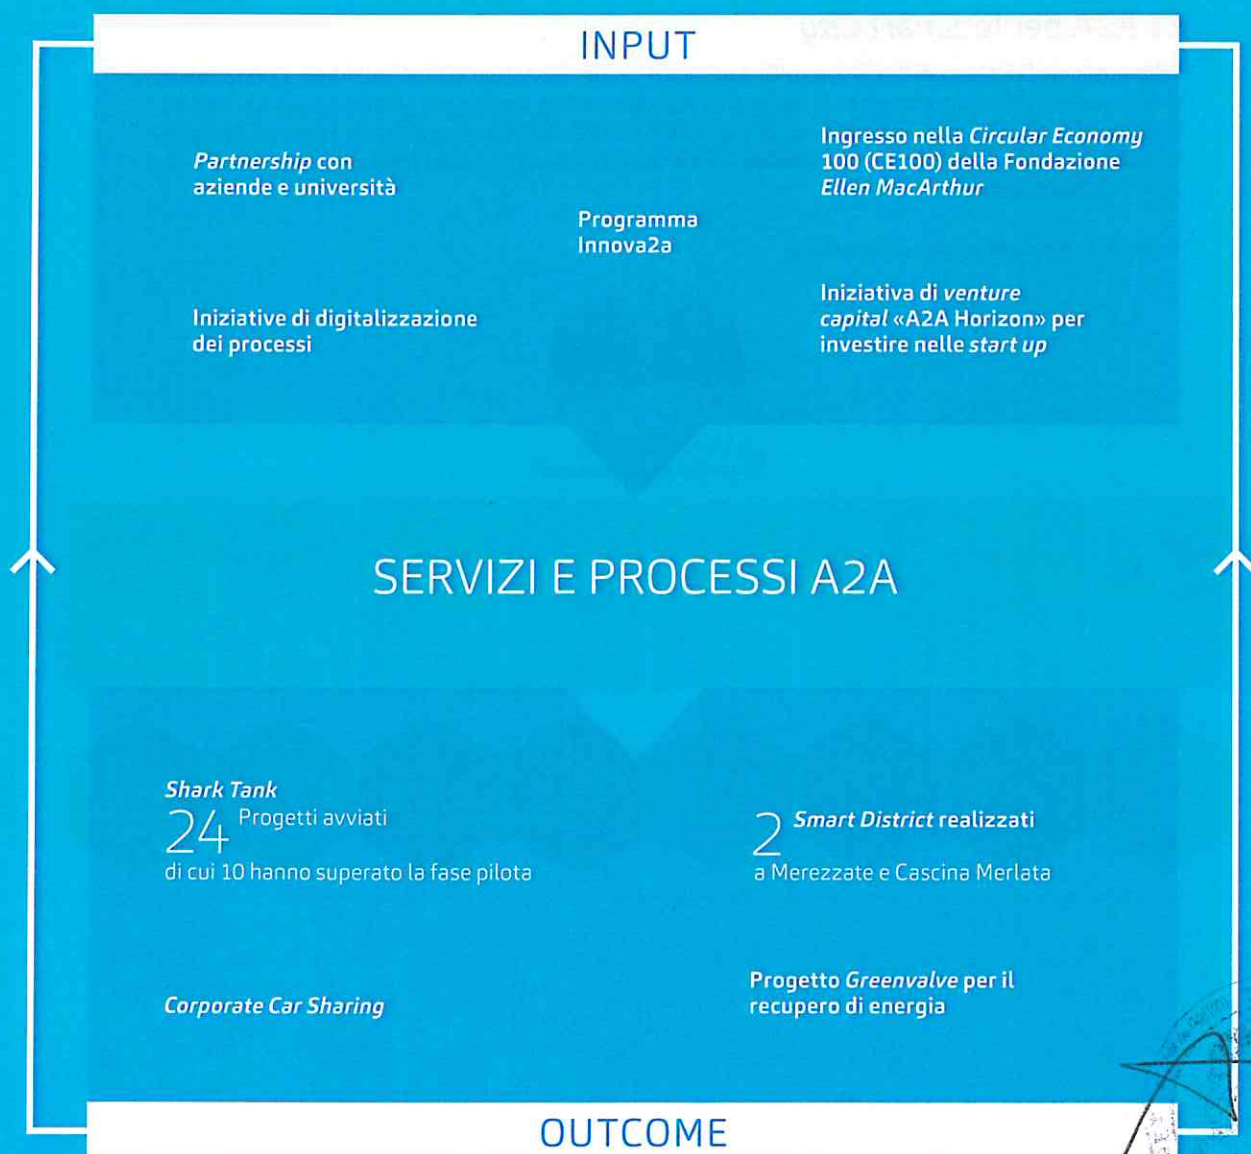 INPUT
Partnership con
aziende e università
Ingresso nella Circular Economy
100 (CE100) della Fondazione
Ellen MacArthur
Programma
Innova2a
Iniziative di digitalizzazione
dei processi
Iniziativa di venture
capital «A2A Horizon» per
investire nelle start up
SERVIZI E PROCESSI A2A
Shark Tank
24 Progetti avviati
di cui 10 hanno superato la fase pilota
2 Smart District realizzati
a Merezzate e Cascina Merlata
Corporate Car Sharing
Progetto Greenvalve per il
recupero di energia
OUTCOME